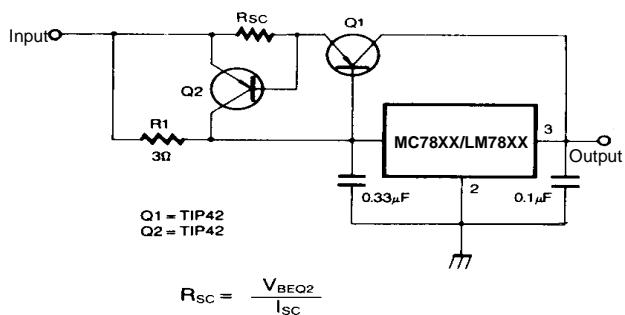 RSC
Q1
Input
Q2
R1
3Ω
MC78XX/LM78XX
3
Output
2
0.33μF
0.1μF
Q1 = TIP42
Q2 = TIP42
RSC = VBEQ2
ISC